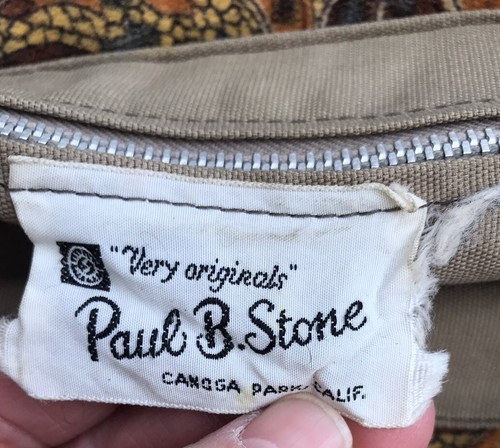 "Very originals"
Paul B. Stone
CANOGA PARK, CALIF.